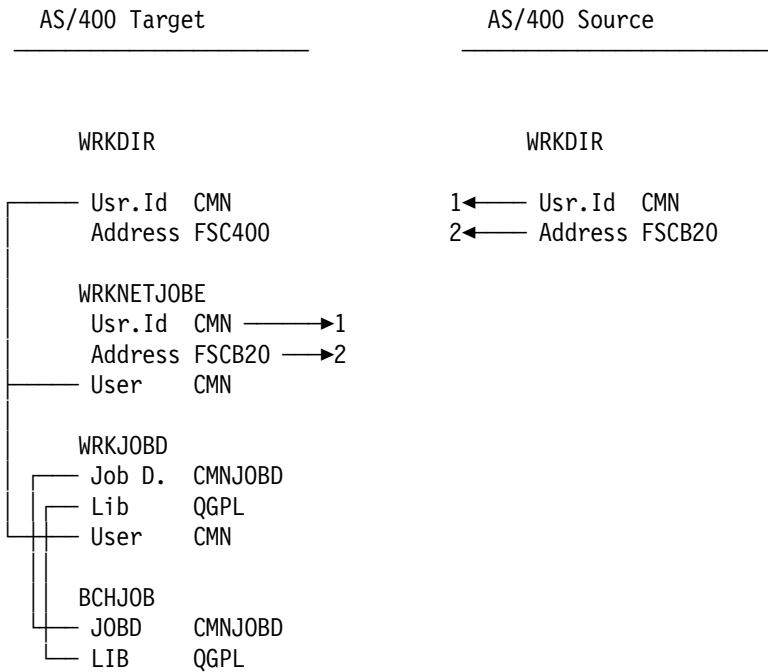 AS/400 Target AS/400 Source
WRKDIR WRKDIR
Usr.Id CMN 1 Usr.Id CMN
Address FSC400 2 Address FSCB20
WRKNETJOBE
Usr.Id CMN 1
Address FSCB20 2
User CMN
WRKJOBD
Job D. CMNJOBD
Lib QGPL
User CMN
BCHJOB
JOBD CMNJOBD
LIB QGPL